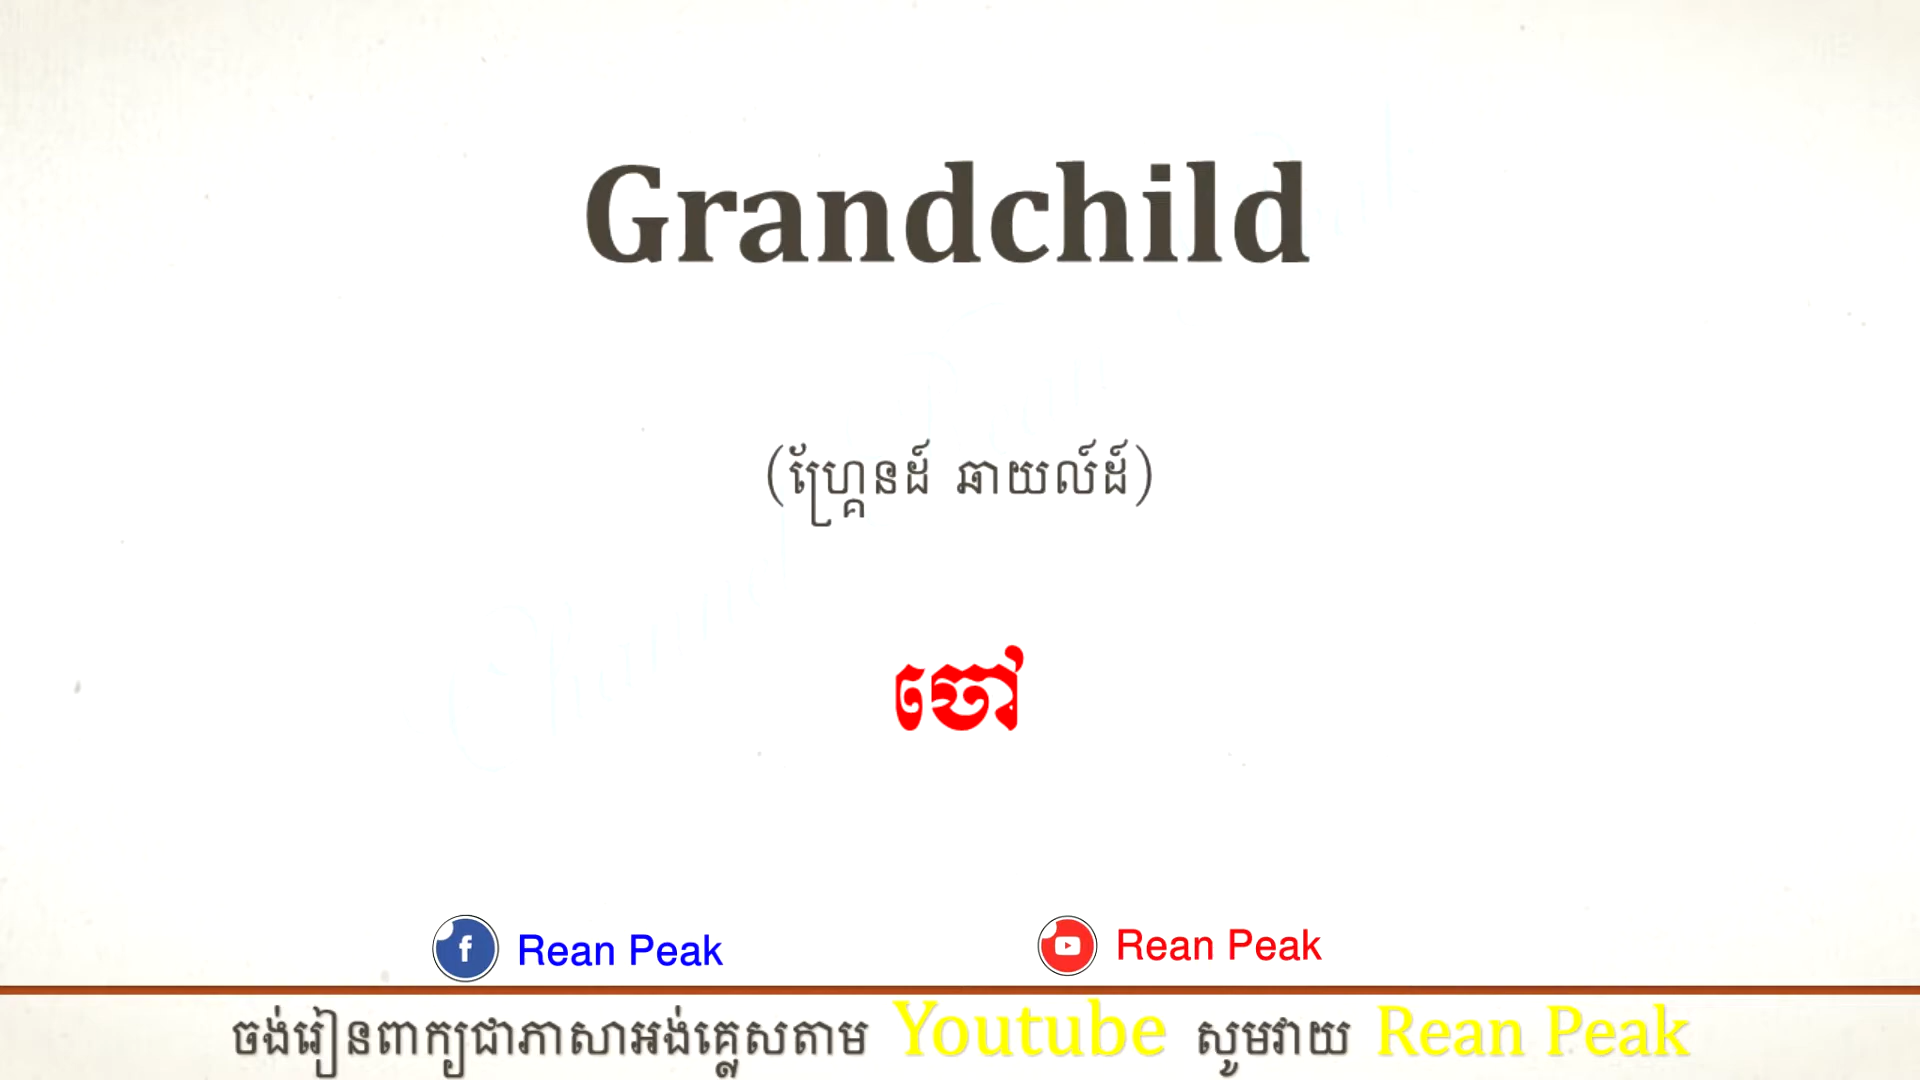 Grandchild
(ហ្គ្រែនដ៍ ឆាយល៍ដ៍)
ចៅ
Rean Peak
Rean Peak
ចង់រៀនពាក្យជាភាសាអង់គ្លេសតាម Youtube សូមវាយ Rean Peak